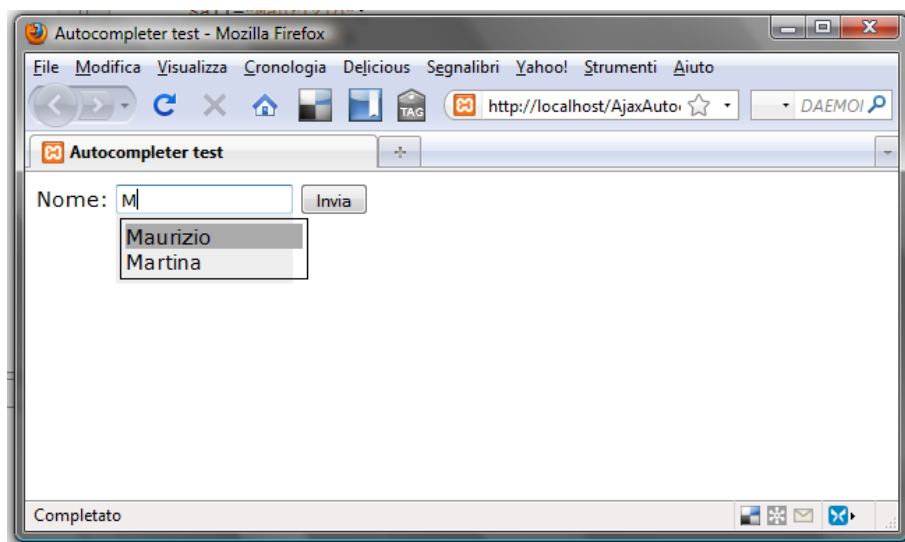 Autocompleter test - Mozilla Firefox
File Modifica Visualizza Cronologia Delicious Segnalibri Yahoo! Strumenti Aiuto
TAG http://localhost/AjaxAuto DAEMO
Autocompleter test
Nome: M Invia
Maurizio
Martina
Completato